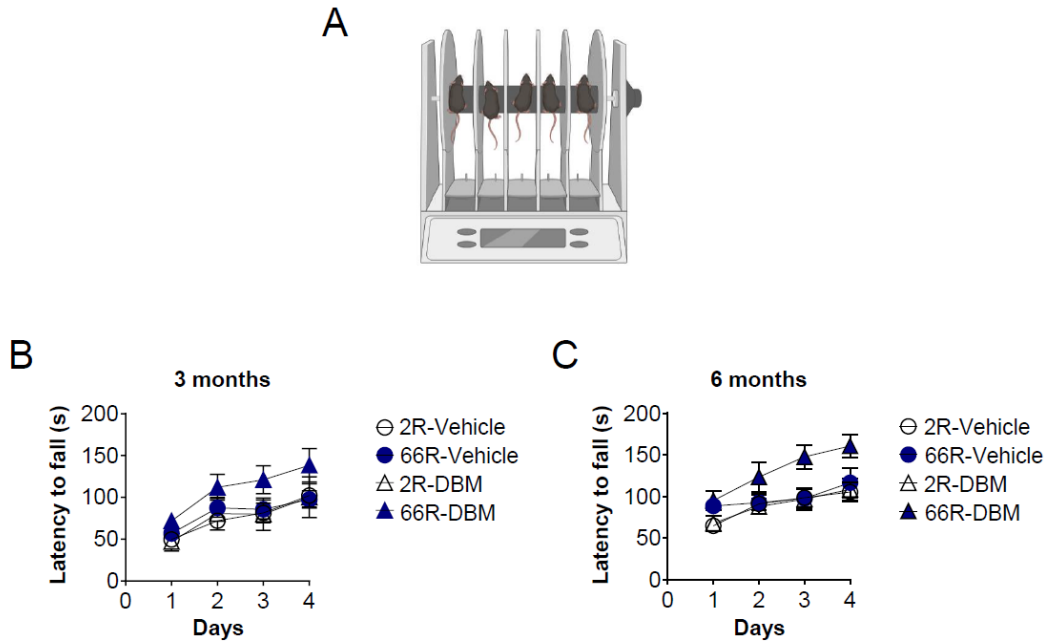 A
B
3 months
Latency to fall (s)
200
150
100
50
0
0 1 2 3 4
Days
2R-Vehicle
66R-Vehicle
2R-DBM
66R-DBM
C
6 months
Latency to fall (s)
200
150
100
50
0
0 1 2 3 4
Days
2R-Vehicle
66R-Vehicle
2R-DBM
66R-DBM